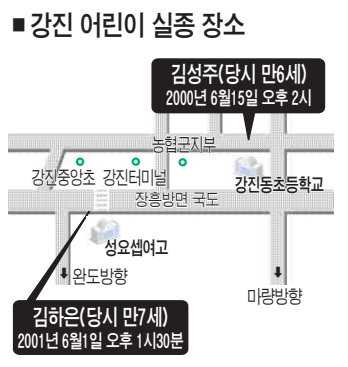 ■ 강진 어린이 실종 장소
김성주(당시 만6세)
2000년 6월15일 오후 2시
농협군지부
강진중앙초 강진터미널
강진동초등학교
장흥방면 국도
성요셉여고
완도방향
마량방향
김하은(당시 만7세)
2001년 6월1일 오후 1시30분